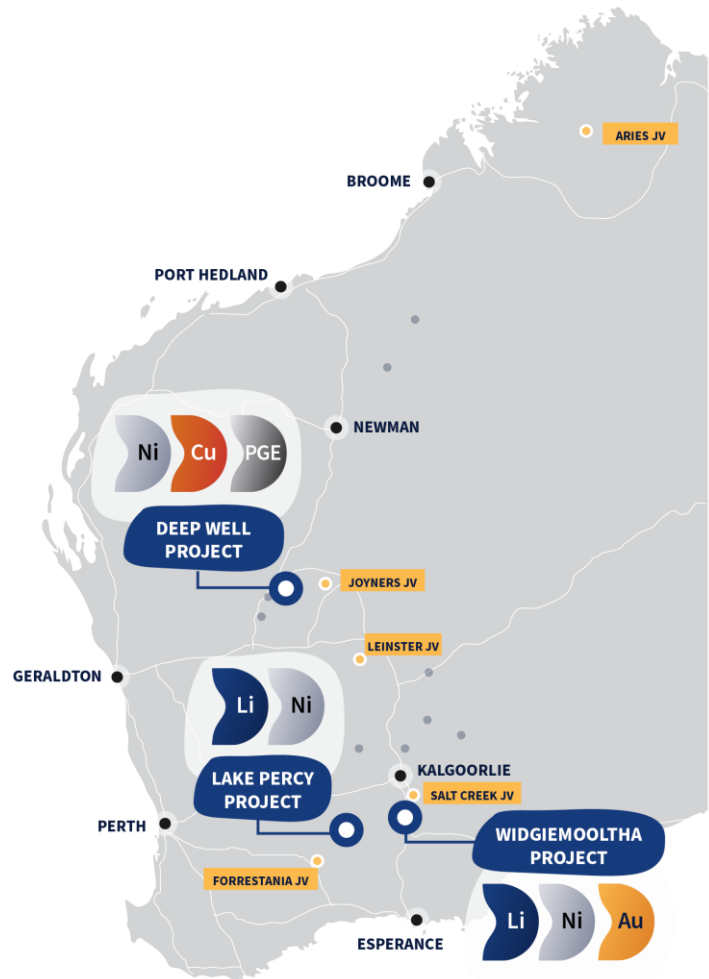 ARIES JV
BROOME
PORT HEDLAND
NEWMAN
Ni Cu PGE
DEEP WELL
PROJECT
JOYNERS JV
LEINSTER JV
GERALDTON
Li Ni
KALGOORLIE
LAKE PERCY
PROJECT
SALT CREEK JV
PERTH
WIDGIEMOOLTHA
PROJECT
FORRESTANIA JV
Li Ni Au
ESPERANCE